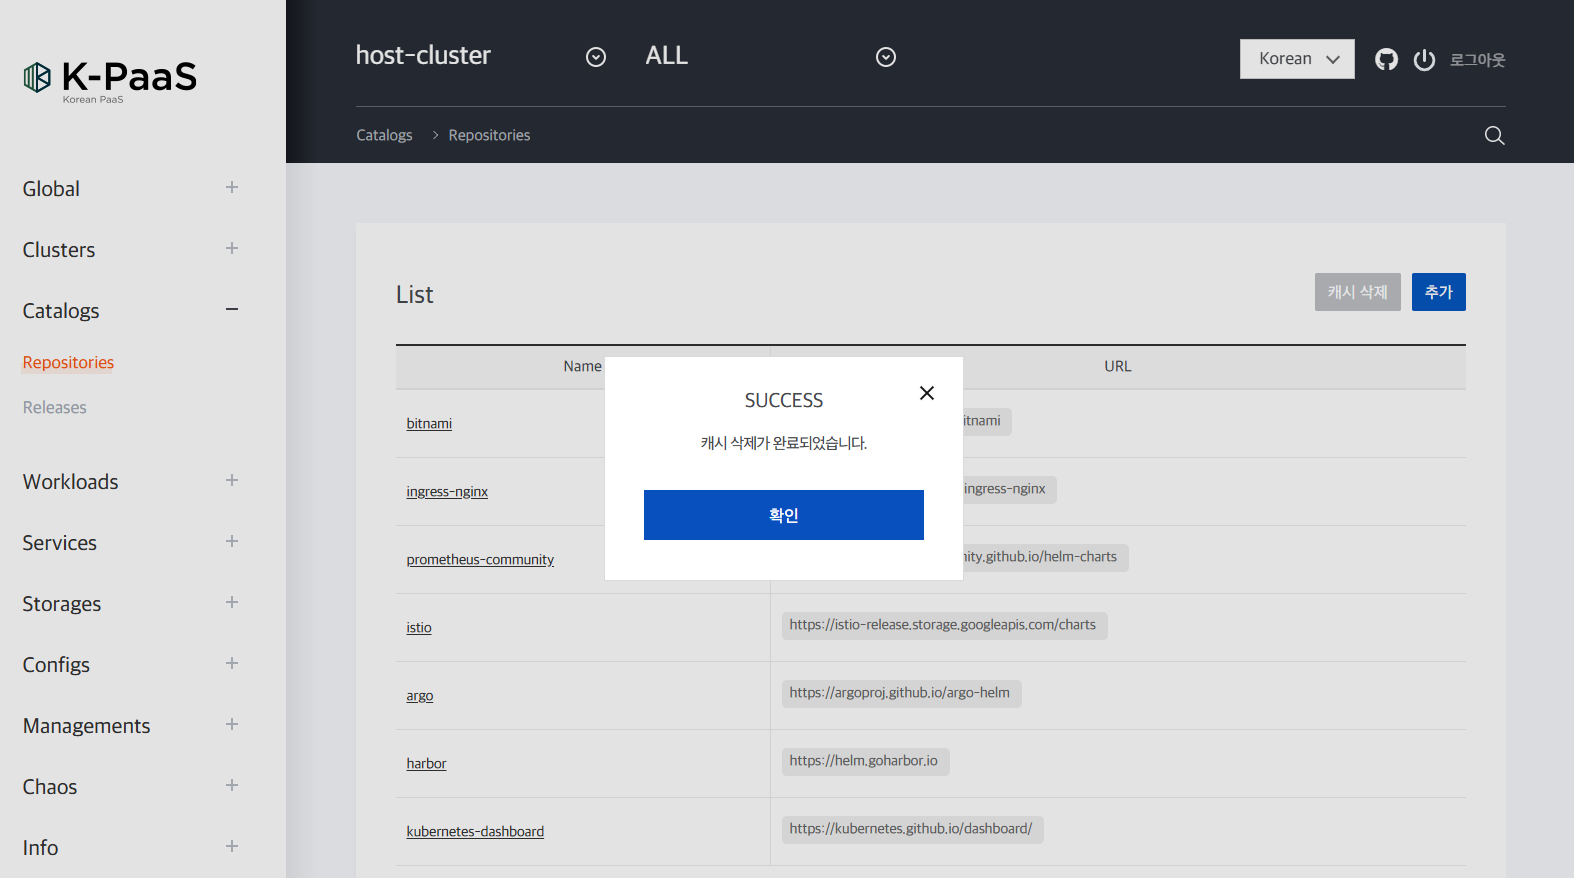 K-PaaS
Korean PaaS
host-cluster
ALL
Korean
로그아웃
Catalogs > Repositories
Global
Clusters
Catalogs
Repositories
Releases
Workloads
Services
Storages
Configs
Managements
Chaos
Info
List
캐시 삭제
추가
Name
URL
bitnami
itnami
ingress-nginx
ingress-nginx
prometheus-community
nity.github.io/helm-charts
istio
https://istio-release.storage.googleapis.com/charts
argo
https://argoproj.github.io/argo-helm
harbor
https://helm.goharbor.io
kubernetes-dashboard
https://kubernetes.github.io/dashboard/
SUCCESS
캐시 삭제가 완료되었습니다.
확인